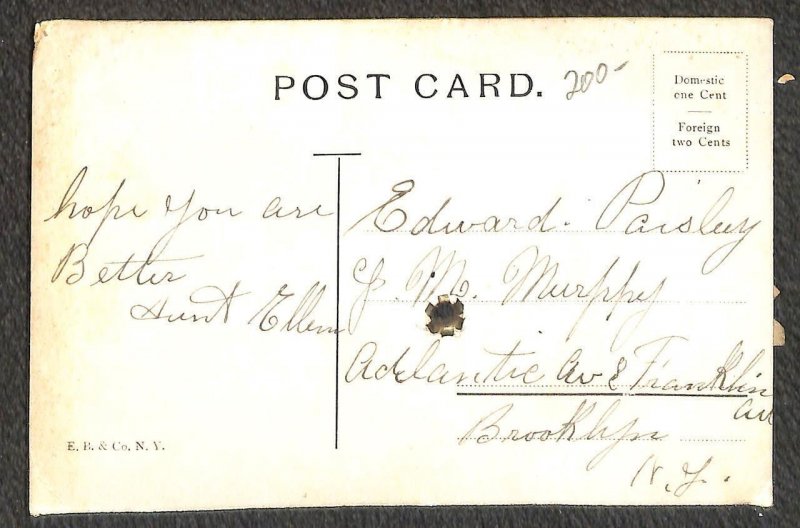 POST CARD.
200-
Domestic
one Cent
Foreign
two Cents
hope you are
Better
Aunt Ellen
Edward. Paisley
J. M. Murphy
Adlantic Av & Franklin
Av
Brooklyn
N. Y.
E. B. & Co. N. Y.